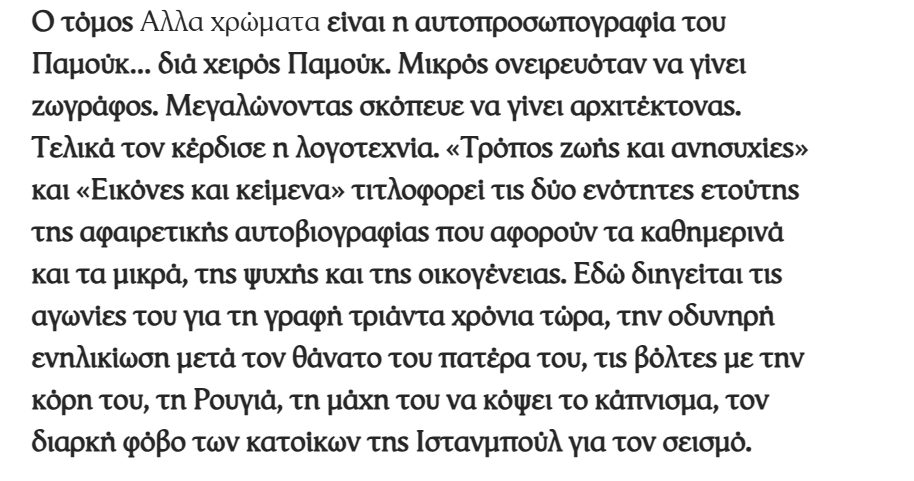 Ο τόμος Αλλα χρώματα είναι η αυτοπροσωπογραφία του
Παμούκ... διά χειρός Παμούκ. Μικρός ονειρευόταν να γίνει
ζωγράφος. Μεγαλώνοντας σκόπευε να γίνει αρχιτέκτονας.
Τελικά τον κέρδισε η λογοτεχνία. «Τρόπος ζωής και ανησυχίες»
και «Εικόνες και κείμενα» τιτλοφορεί τις δύο ενότητες ετούτης
της αφαιρετικής αυτοβιογραφίας που αφορούν τα καθημερινά
και τα μικρά, της ψυχής και της οικογένειας. Εδώ διηγείται τις
αγωνίες του για τη γραφή τριάντα χρόνια τώρα, την οδυνηρή
ενηλικίωση μετά τον θάνατο του πατέρα του, τις βόλτες με την
κόρη του, τη Ρουγιά, τη μάχη του να κόψει το κάπνισμα, τον
διαρκή φόβο των κατοίκων της Ιστανμπούλ για τον σεισμό.